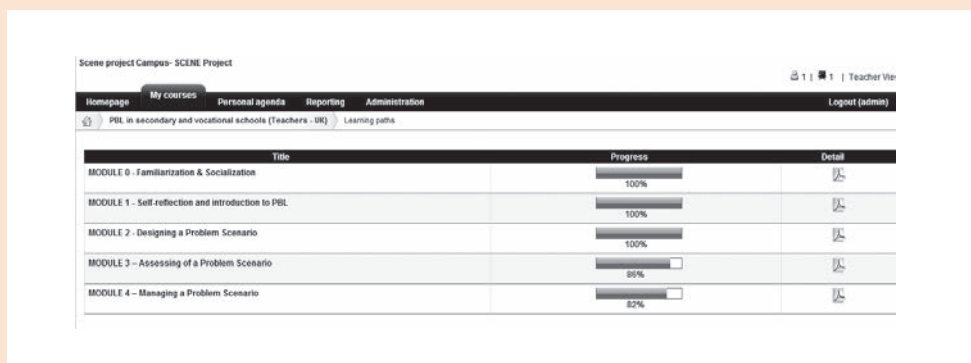 Scene project Campus- SCENE Project
1 | 1 | Teacher Vie
Homepage My courses Personal agenda Reporting Administration Logout (admin)
PBL in secondary and vocational schools (Teachers - UK) Learning paths
Title Progress Detail
MODULE 0 - Familiarization & Socialization
100%
MODULE 1 - Self-reflection and introduction to PBL
100%
MODULE 2 - Designing a Problem Scenario
100%
MODULE 3 – Assessing of a Problem Scenario
86%
MODULE 4 – Managing a Problem Scenario
82%